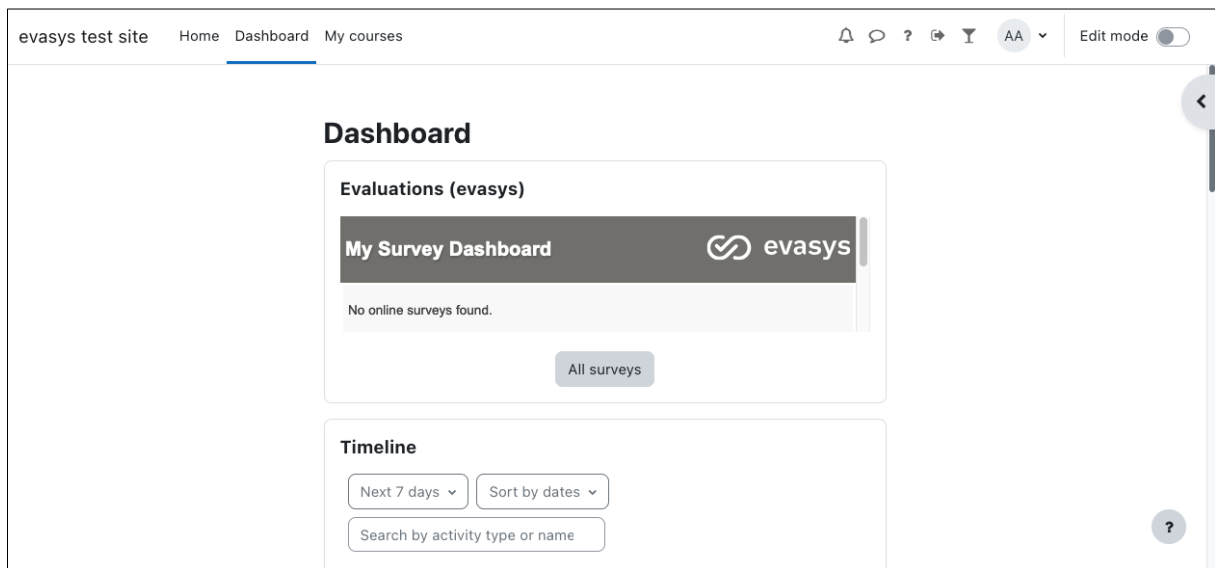 evasys test site Home Dashboard My courses ? AA Edit mode
Dashboard
Evaluations (evasys)
My Survey Dashboard evasys
No online surveys found.
All surveys
Timeline
Next 7 days Sort by dates
Search by activity type or name
?